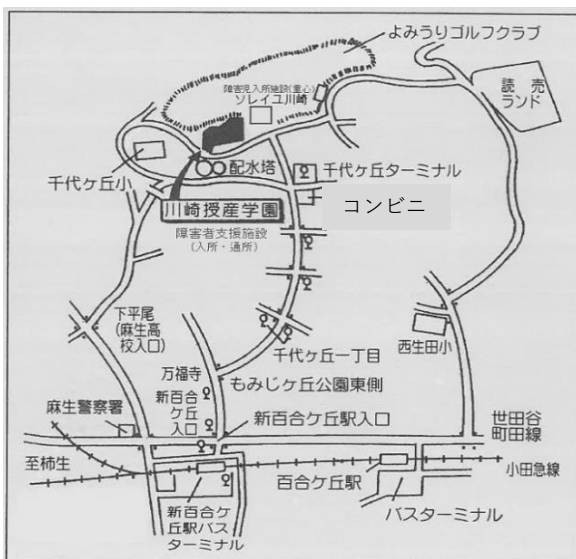 よみうりゴルフクラブ
障害児入所施設(重心)
ソレイユ川崎
読売
ランド
千代ヶ丘小
配水塔
千代ヶ丘ターミナル
川崎授産学園
コンビニ
障害者支援施設
(入所・通所)
下平尾
(麻生高
校入口)
西生田小
千代ヶ丘一丁目
万福寺
もみじヶ丘公園東側
新百合
ケ丘
入口
麻生警察署
新百合ケ丘駅入口
世田谷
町田線
至柿生
百合ケ丘駅
小田急線
新百合ケ
丘駅バス
ターミナル
バスターミナル